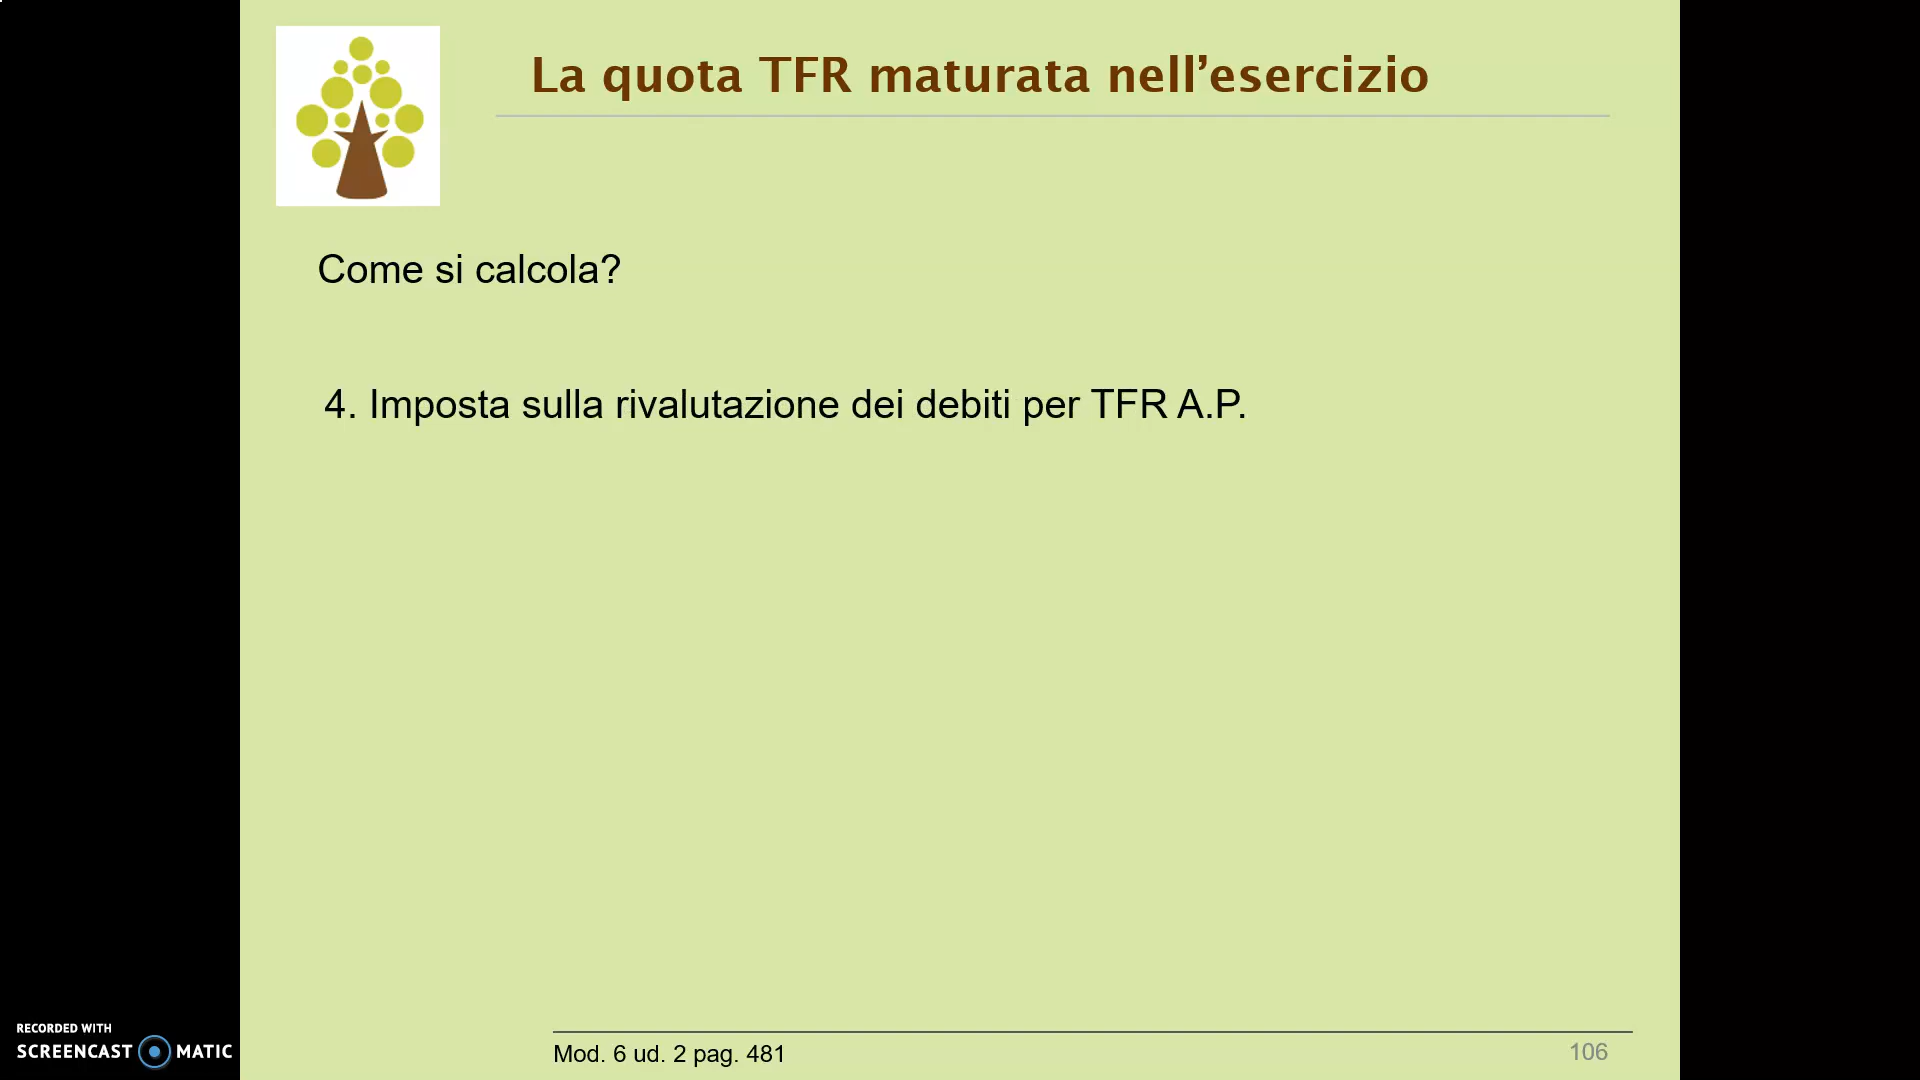 La quota TFR maturata nell’esercizio
Come si calcola?
4. Imposta sulla rivalutazione dei debiti per TFR A.P.
Mod. 6 ud. 2 pag. 481
106
RECORDED WITH
SCREENCAST MATIC